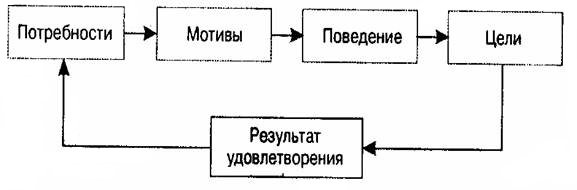 Потребности
Мотивы
Поведение
Цели
Результат
удовлетворения